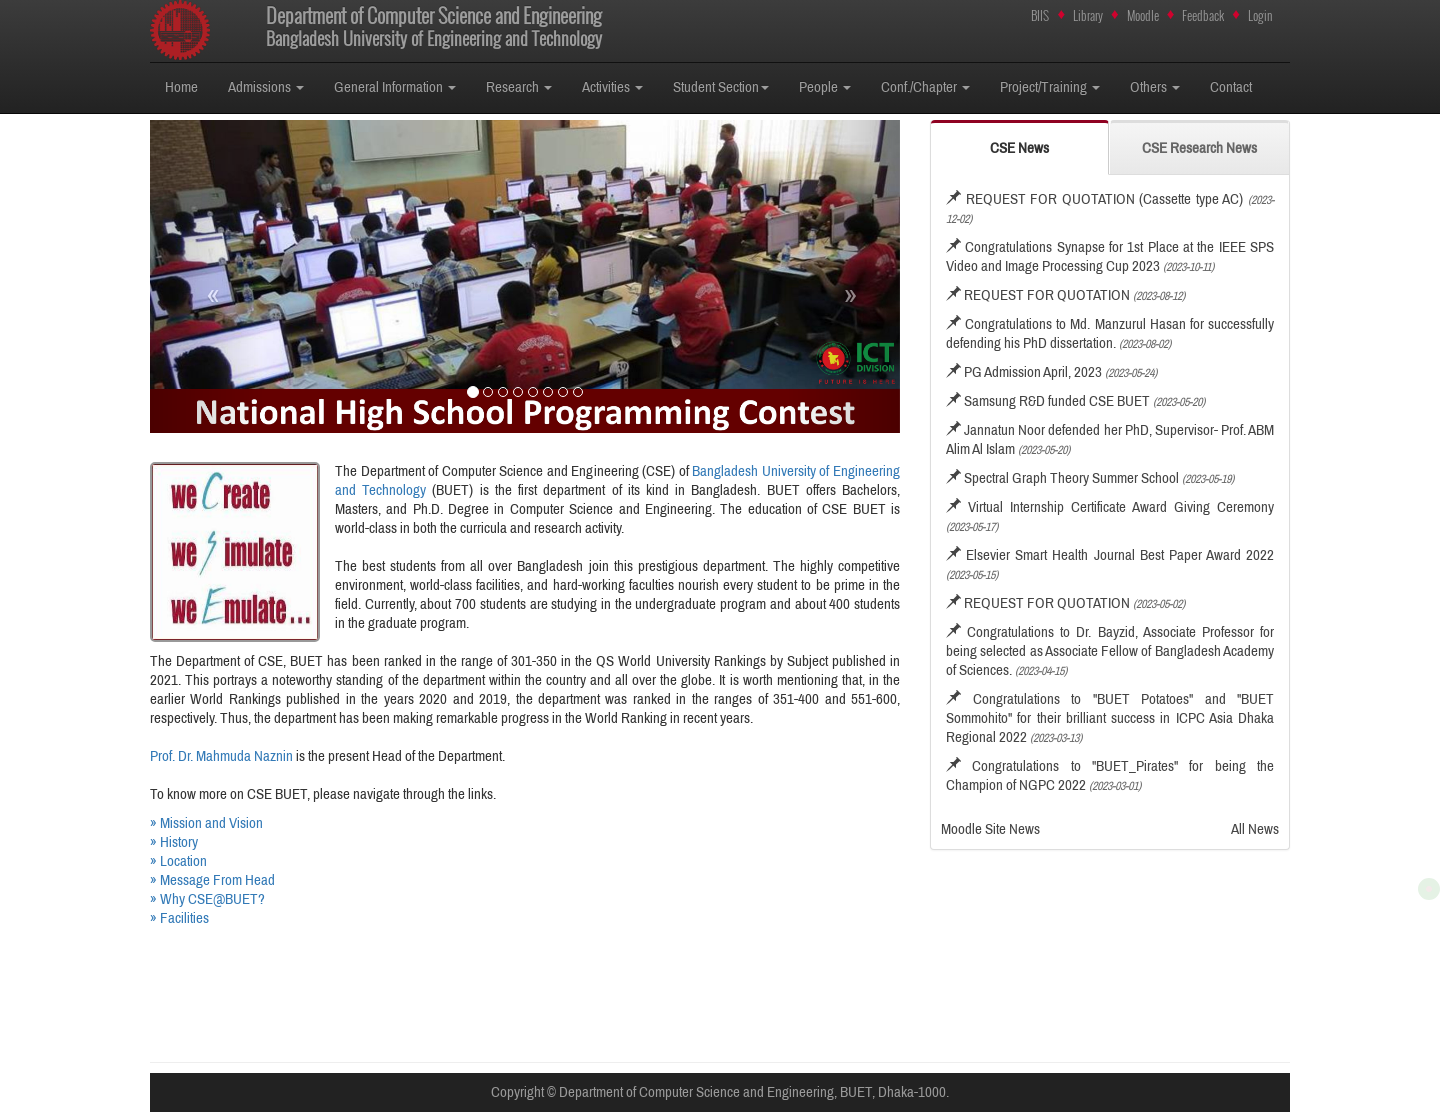 Department of Computer Science and Engineering
Bangladesh University of Engineering and Technology
BIIS ♦ Library ♦ Moodle ♦ Feedback ♦ Login
Home Admissions General Information Research Activities Student Section People Conf./Chapter Project/Training Others Contact
« »
ICT
DIVISION
FUTURE IS HERE
National High School Programming Contest
we Create
we Simulate
we Emulate...
The Department of Computer Science and Engineering (CSE) of Bangladesh University of Engineering
and Technology (BUET) is the first department of its kind in Bangladesh. BUET offers Bachelors,
Masters, and Ph.D. Degree in Computer Science and Engineering. The education of CSE BUET is
world-class in both the curricula and research activity.
The best students from all over Bangladesh join this prestigious department. The highly competitive
environment, world-class facilities, and hard-working faculties nourish every student to be prime in the
field. Currently, about 700 students are studying in the undergraduate program and about 400 students
in the graduate program.
The Department of CSE, BUET has been ranked in the range of 301-350 in the QS World University Rankings by Subject published in
2021. This portrays a noteworthy standing of the department within the country and all over the globe. It is worth mentioning that, in the
earlier World Rankings published in the years 2020 and 2019, the department was ranked in the ranges of 351-400 and 551-600,
respectively. Thus, the department has been making remarkable progress in the World Ranking in recent years.
Prof. Dr. Mahmuda Naznin is the present Head of the Department.
To know more on CSE BUET, please navigate through the links.
» Mission and Vision
» History
» Location
» Message From Head
» Why CSE@BUET?
» Facilities
CSE News CSE Research News
REQUEST FOR QUOTATION (Cassette type AC) (2023-
12-02)
Congratulations Synapse for 1st Place at the IEEE SPS
Video and Image Processing Cup 2023 (2023-10-11)
REQUEST FOR QUOTATION (2023-08-12)
Congratulations to Md. Manzurul Hasan for successfully
defending his PhD dissertation. (2023-08-02)
PG Admission April, 2023 (2023-05-24)
Samsung R&D funded CSE BUET (2023-05-20)
Jannatun Noor defended her PhD, Supervisor- Prof. ABM
Alim Al Islam (2023-05-20)
Spectral Graph Theory Summer School (2023-05-19)
Virtual Internship Certificate Award Giving Ceremony
(2023-05-17)
Elsevier Smart Health Journal Best Paper Award 2022
(2023-05-15)
REQUEST FOR QUOTATION (2023-05-02)
Congratulations to Dr. Bayzid, Associate Professor for
being selected as Associate Fellow of Bangladesh Academy
of Sciences. (2023-04-15)
Congratulations to "BUET Potatoes" and "BUET
Sommohito" for their brilliant success in ICPC Asia Dhaka
Regional 2022 (2023-03-13)
Congratulations to "BUET_Pirates" for being the
Champion of NGPC 2022 (2023-03-01)
Moodle Site News All News
Copyright © Department of Computer Science and Engineering, BUET, Dhaka-1000.